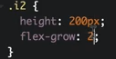 .i2 {
  height: 200px;
  flex-grow: 2;
}